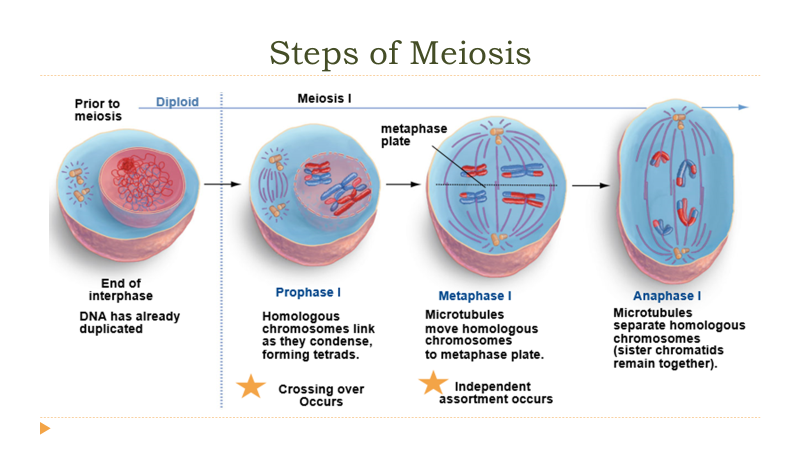 Steps of Meiosis
Prior to
meiosis
Diploid
Meiosis I
metaphase
plate
End of
interphase
DNA has already
duplicated
Prophase I
Homologous
chromosomes link
as they condense,
forming tetrads.
Crossing over
Occurs
Metaphase I
Microtubules
move homologous
chromosomes
to metaphase plate.
Independent
assortment occurs
Anaphase I
Microtubules
separate homologous
chromosomes
(sister chromatids
remain together).